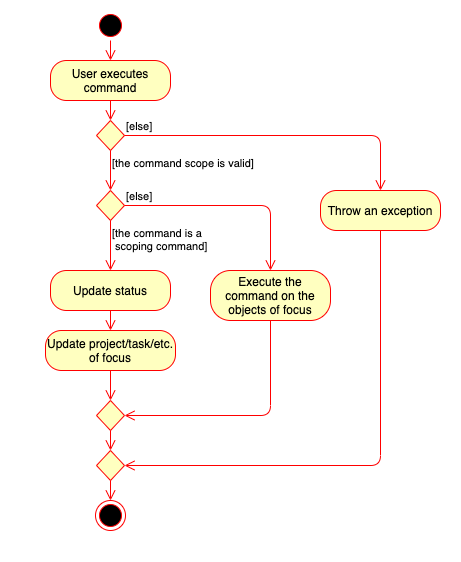 User executes
command
[else]
[the command scope is valid]
[else]
Throw an exception
[the command is a
scoping command]
Update status
Execute the
command on the
objects of focus
Update project/task/etc.
of focus